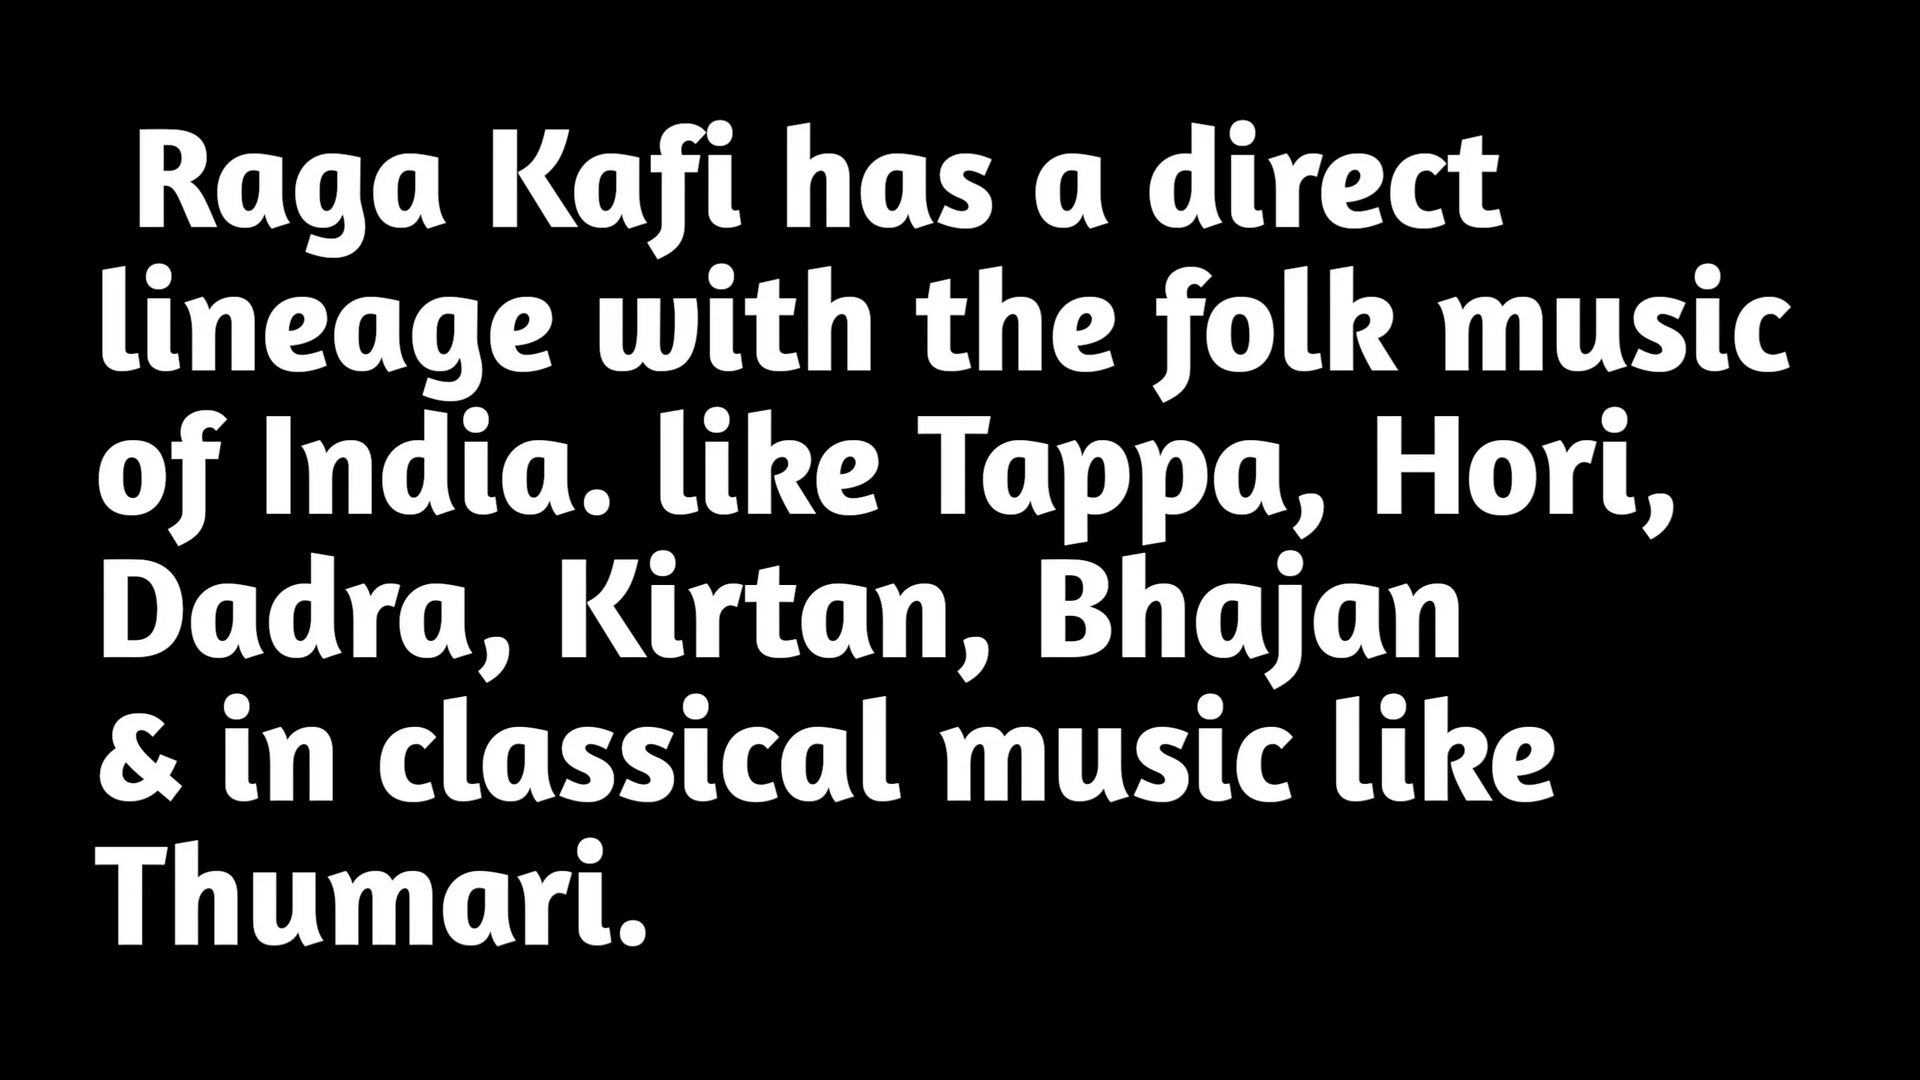 Raga Kafi has a direct
lineage with the folk music
of India. like Tappa, Hori,
Dadra, Kirtan, Bhajan
& in classical music like
Thumari.